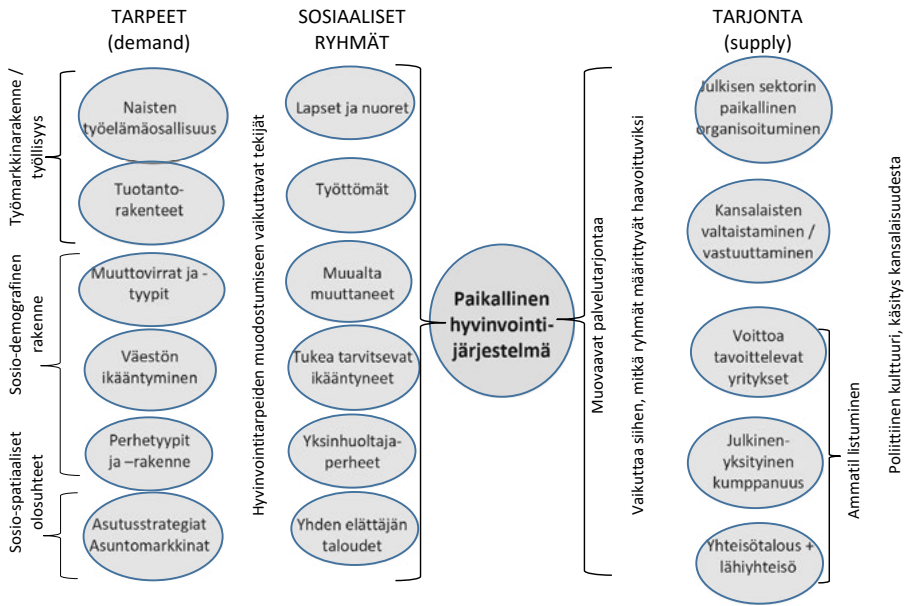 TARPEET
(demand)
SOSIAALISET
RYHMÄT
TARJONTA
(supply)
Työmarkkinarakenne /
työllisyys
Sosio-demografinen
rakenne
Sosio-spatiaaliset
olosuhteet
Naisten
työelämäosallisuus
Tuotanto-
rakenteet
Muuttovirrat ja -
tyypit
Väestön
ikääntyminen
Perhetyypit
ja –rakenne
Asutusstrategiat
Asuntomarkkinat
Hyvinvointitarpeiden muodostumiseen vaikuttavat tekijät
Lapset ja nuoret
Työttömät
Muualta
muuttaneet
Tukea tarvitsevat
ikääntyneet
Yksinhuoltaja-
perheet
Yhden elättäjän
taloudet
Paikallinen
hyvinvointi-
järjestelmä
Muovaavat palvelutarjontaa
Vaikuttaa siihen, mitkä ryhmät määrittyvät haavoittuviksi
Julkisen sektorin
paikallinen
organisoituminen
Kansalaisten
valtaistaminen /
vastuuttaminen
Voittoa
tavoittelevat
yritykset
Julkinen-
yksityinen
kumppanuus
Yhteisötalous +
lähiyhteisö
Ammatil listuminen
Poliittinen kulttuuri, käsitys kansalaisuudesta